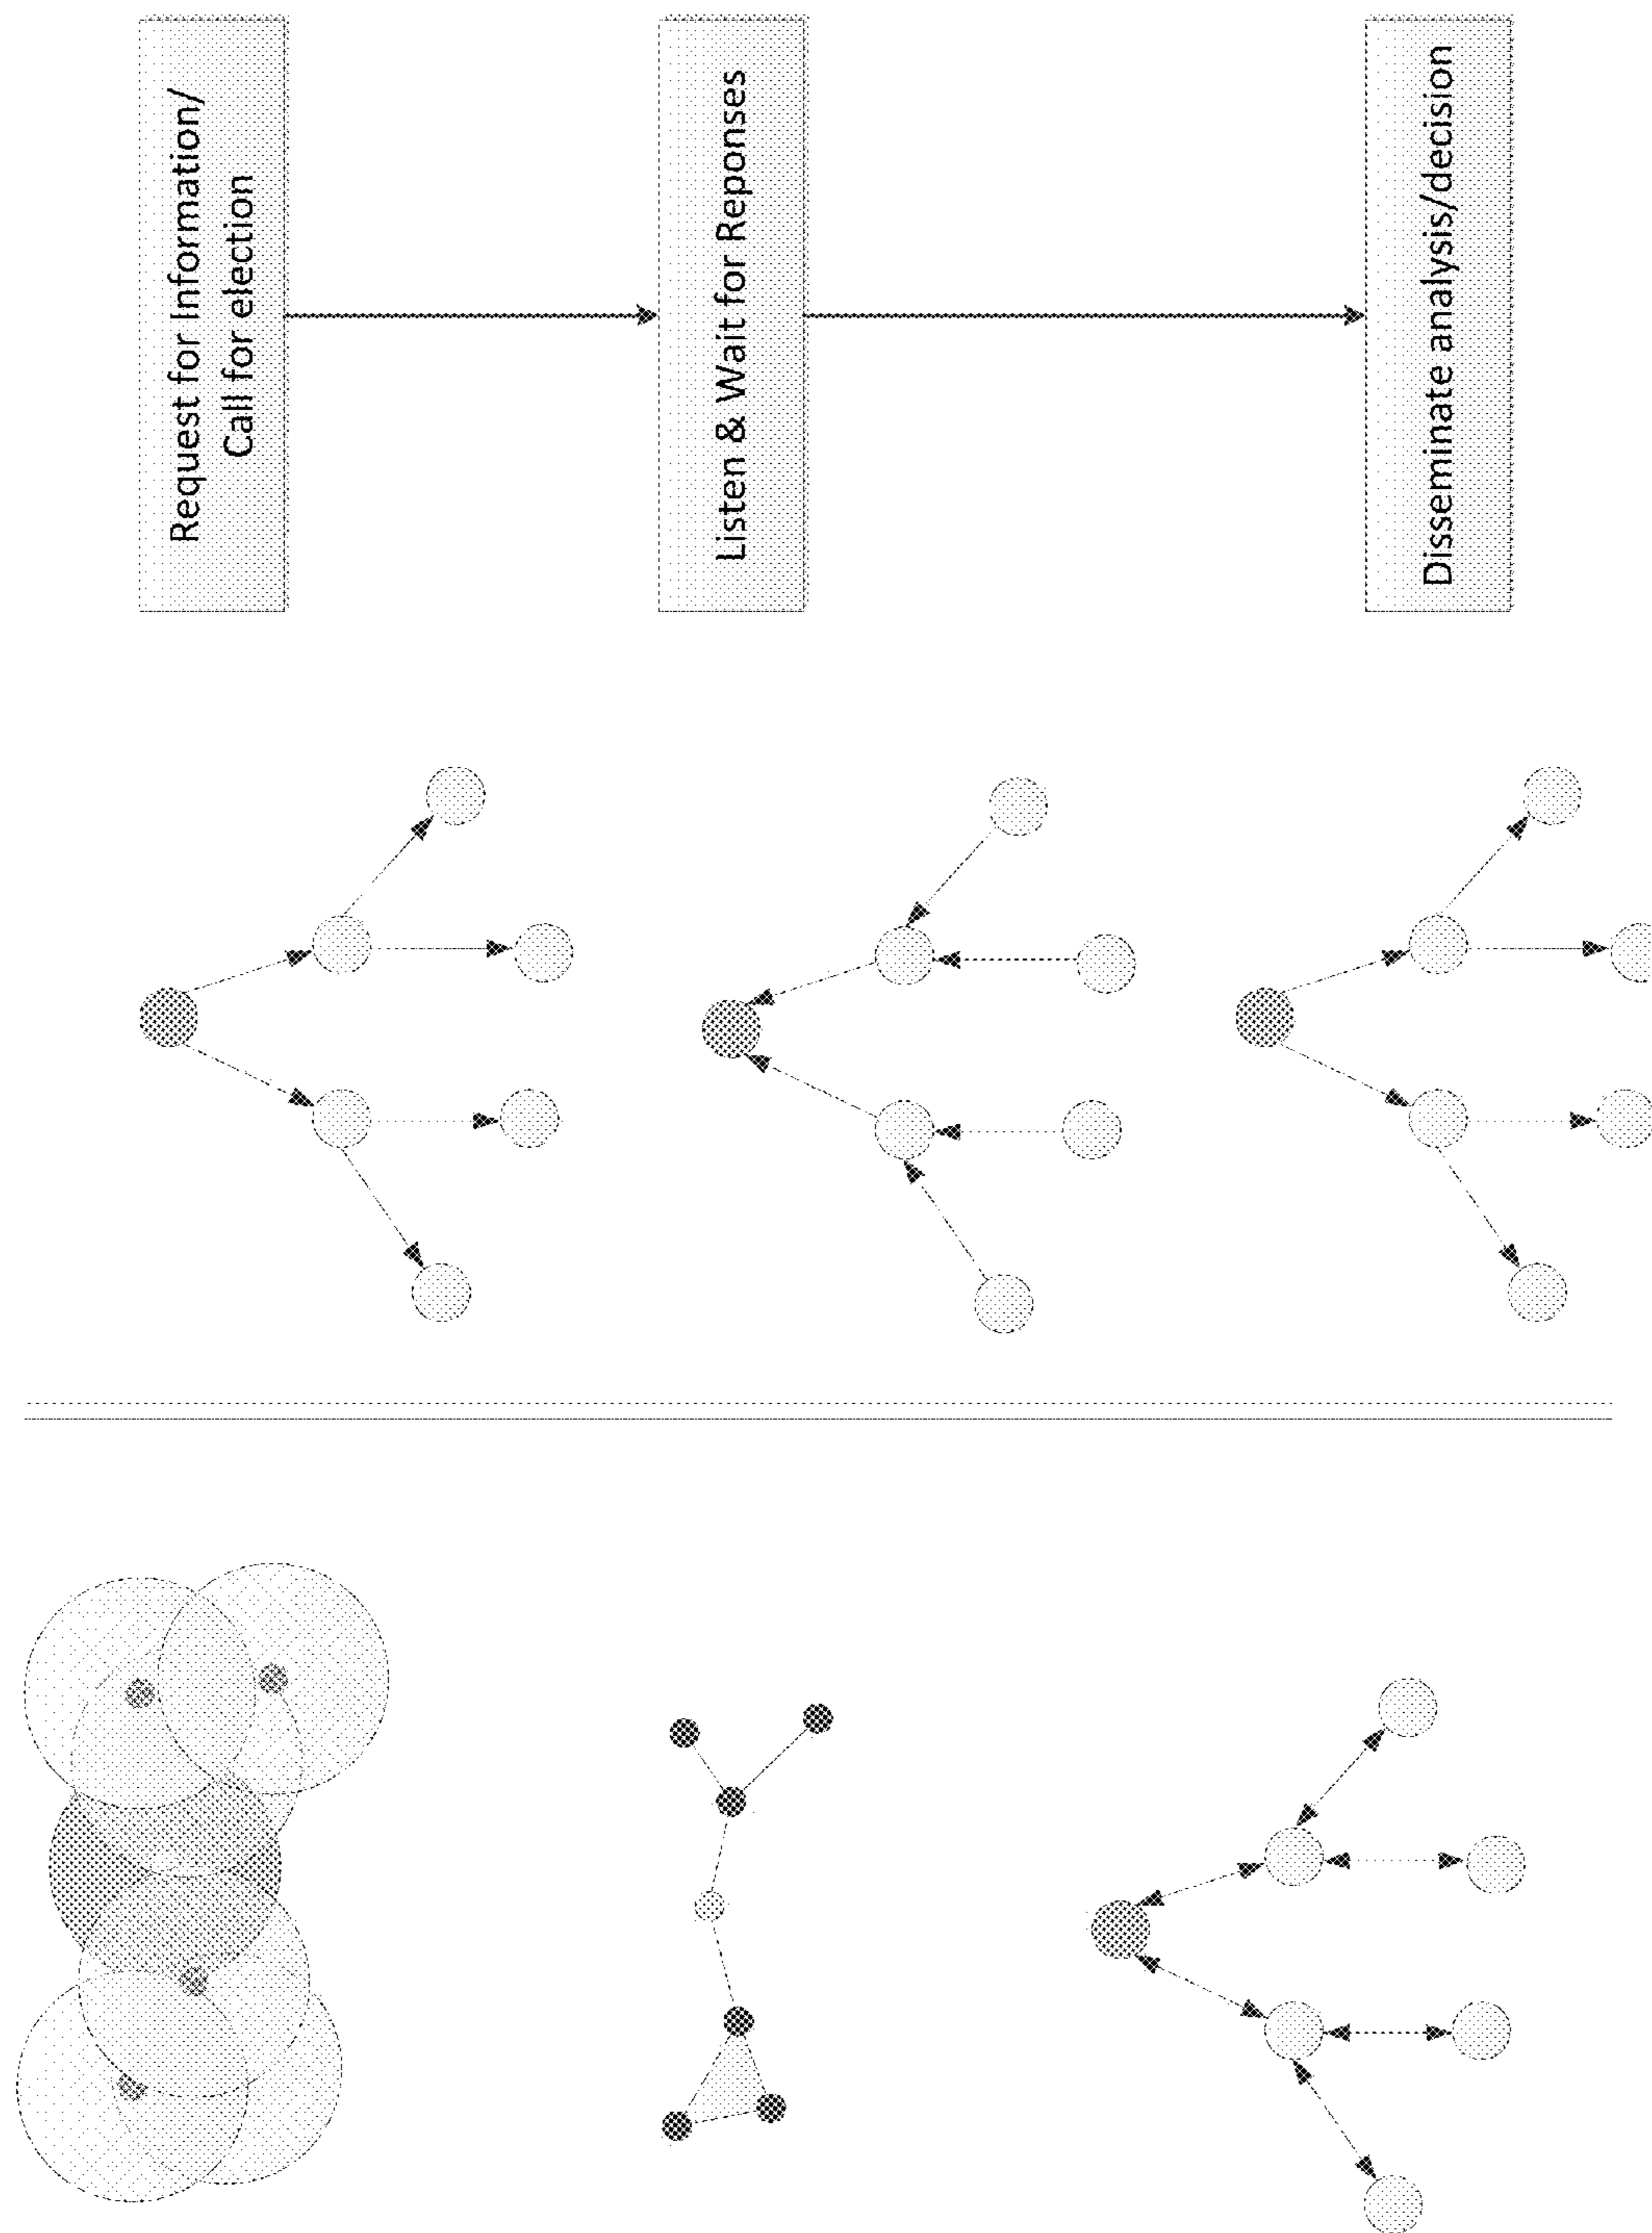 Request for Information/
Call for election
Listen & Wait for Reponses
Disseminate analysis/decision